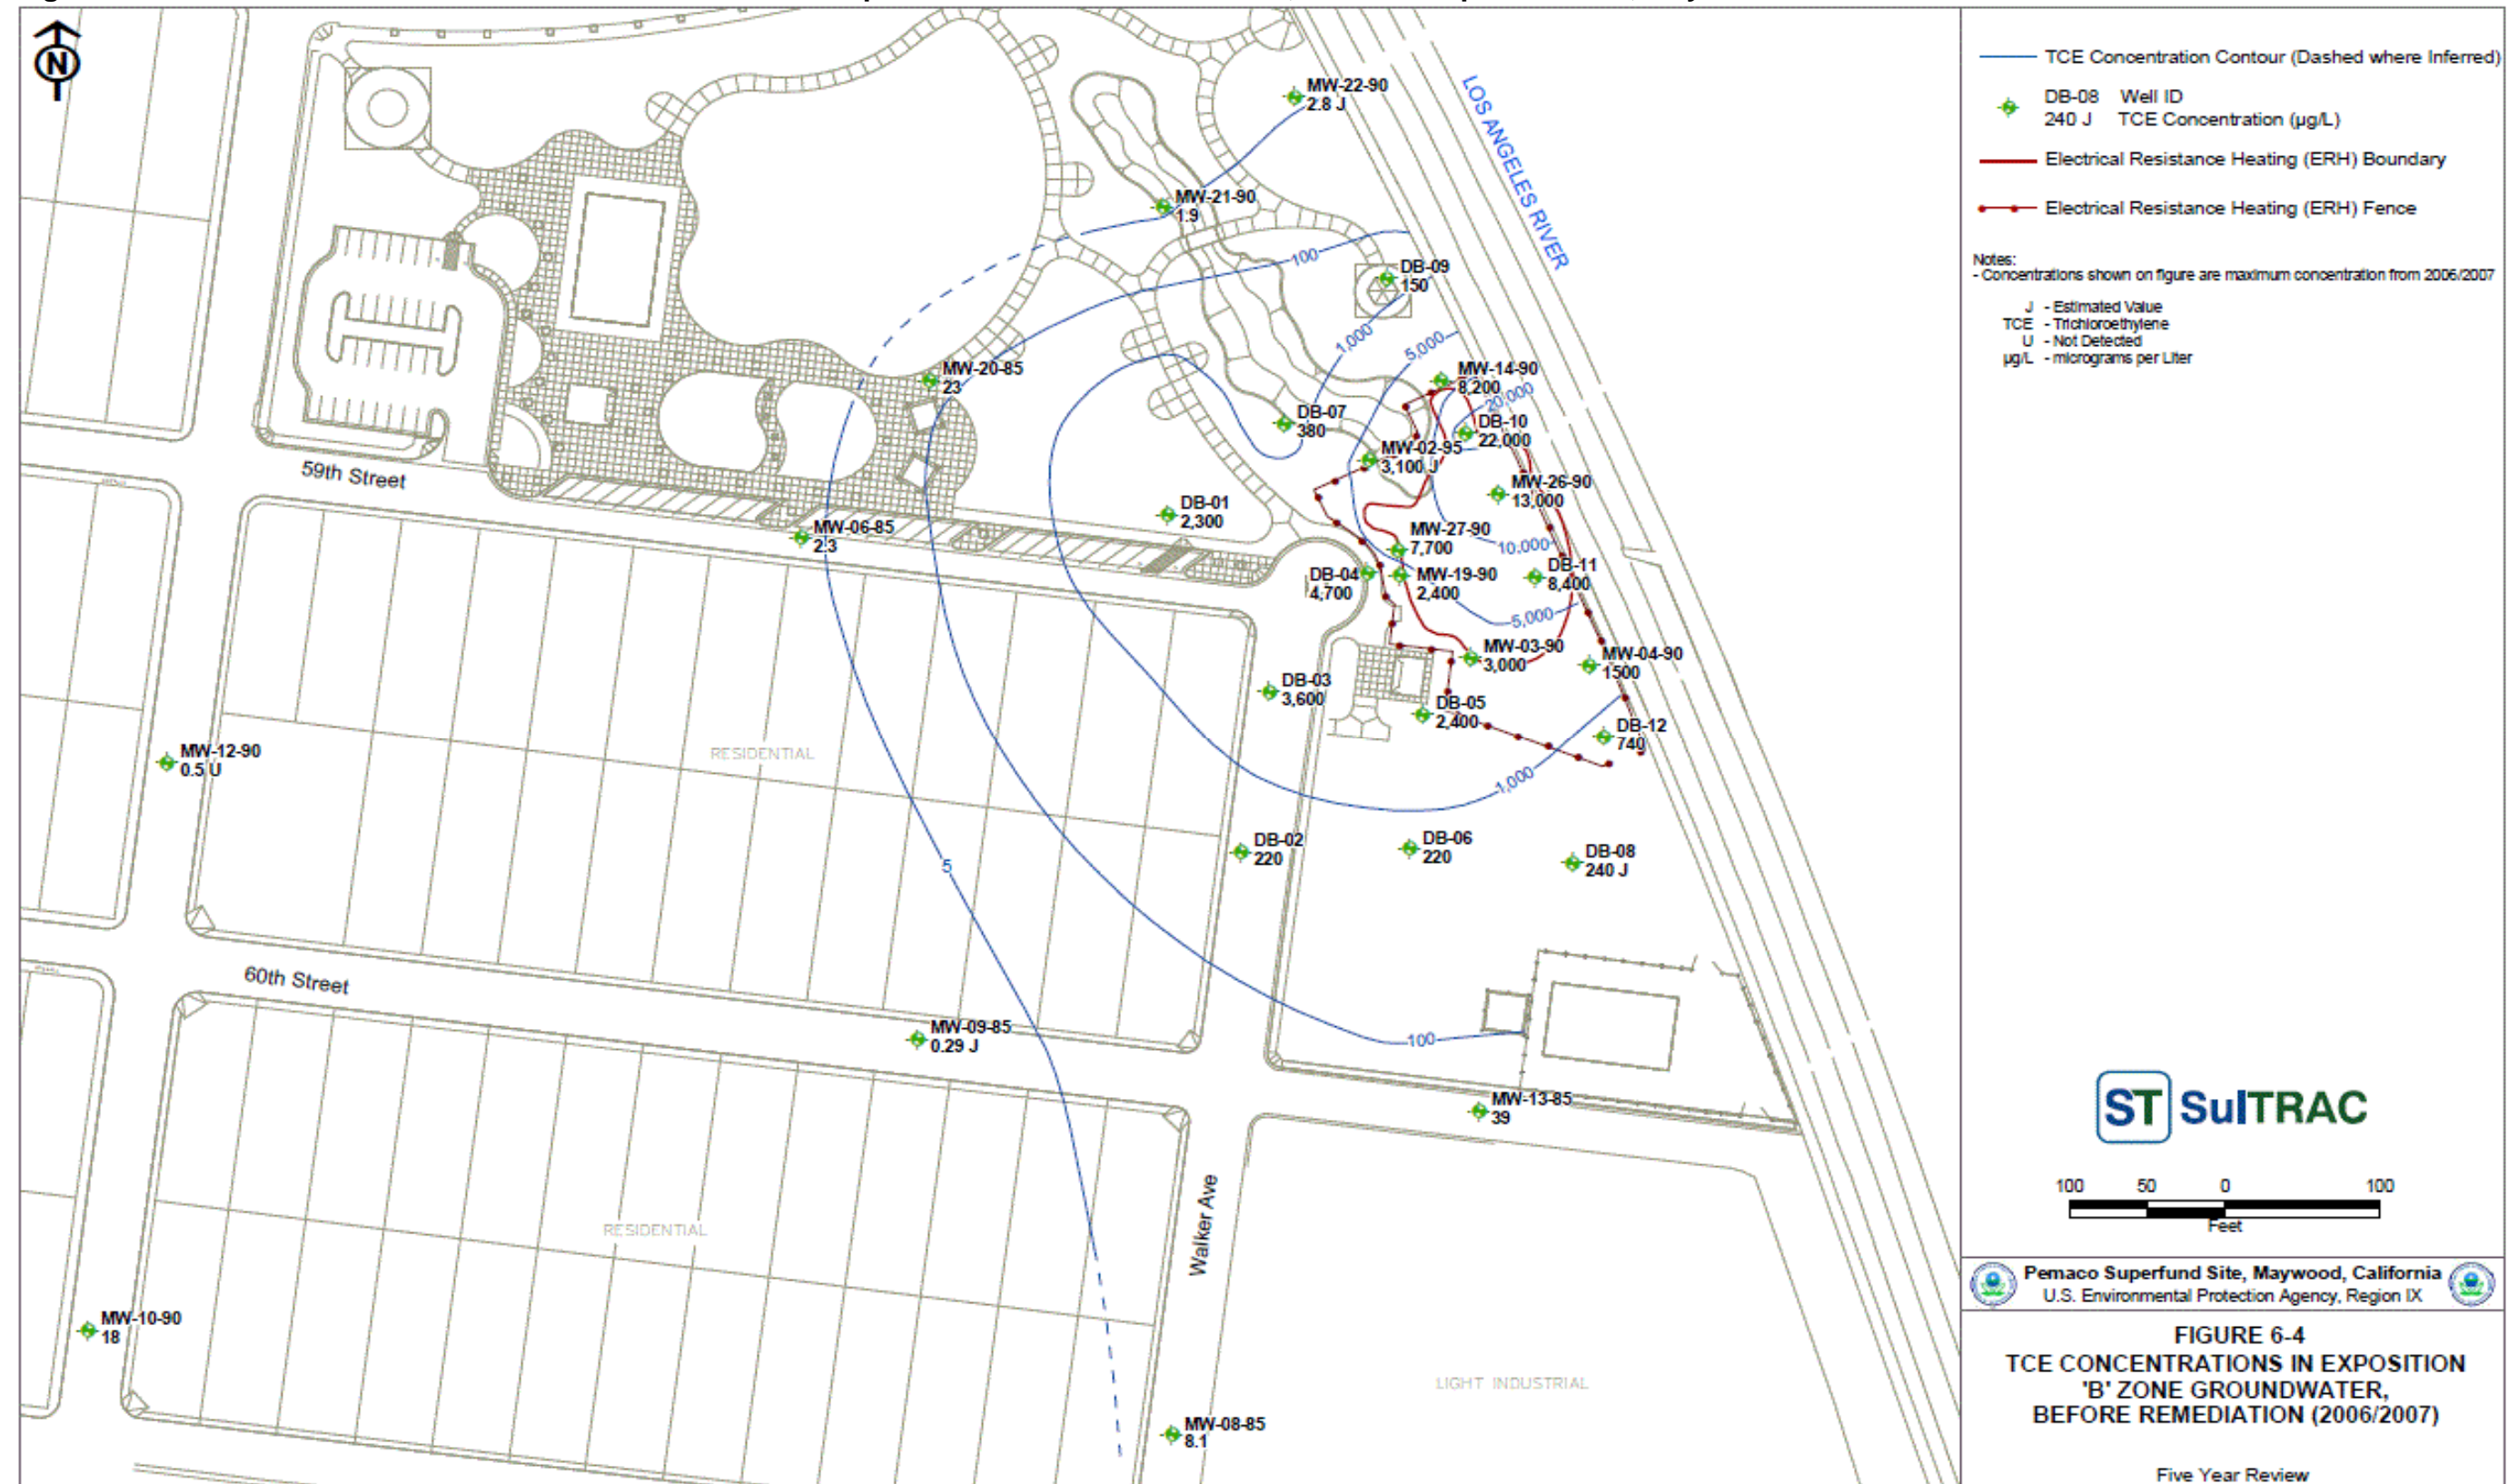 N
MW-22-90
2.8 J
LOS ANGELES RIVER
MW-21-90
1.9
100
DB-09
150
1,000
5,000
MW-20-85
23
MW-14-90
8,200
20,000
DB-07
380
DB-10
22,000
MW-02-95
3,100 J
59th Street
MW-26-90
13,000
DB-01
2,300
MW-06-85
2.3
MW-27-90
7,700
10,000
DB-04
4,700
MW-19-90
2,400
DB-11
8,400
5,000
MW-03-90
3,000
MW-04-90
1500
DB-03
3,600
DB-05
2,400
DB-12
740
MW-12-90
0.5 U
RESIDENTIAL
1,000
DB-02
220
DB-06
220
DB-08
240 J
5
60th Street
MW-09-85
0.29 J
100
MW-13-85
39
Walker Ave
RESIDENTIAL
MW-10-90
18
LIGHT INDUSTRIAL
MW-08-85
8.1
TCE Concentration Contour (Dashed where Inferred)
DB-08 Well ID
240 J TCE Concentration (µg/L)
Electrical Resistance Heating (ERH) Boundary
Electrical Resistance Heating (ERH) Fence
Notes:
- Concentrations shown on figure are maximum concentration from 2006/2007
J - Estimated Value
TCE - Trichloroethylene
U - Not Detected
µg/L - micrograms per Liter
ST SulTRAC
100 50 0 100
Feet
Pemaco Superfund Site, Maywood, California
U.S. Environmental Protection Agency, Region IX
FIGURE 6-4
TCE CONCENTRATIONS IN EXPOSITION
'B' ZONE GROUNDWATER,
BEFORE REMEDIATION (2006/2007)
Five Year Review